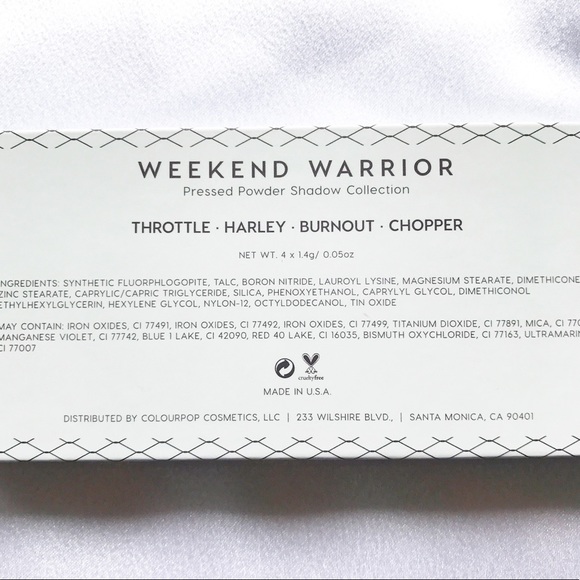 WEEKEND WARRIOR
Pressed Powder Shadow Collection
THROTTLE · HARLEY · BURNOUT · CHOPPER
NET WT. 4 x 1.4g/ 0.05oz
NGREDIENTS: SYNTHETIC FLUORPHLOGOPITE, TALC, BORON NITRIDE, LAUROYL LYSINE, MAGNESIUM STEARATE, DIMETHICONE
ZINC STEARATE, CAPRYLIC/CAPRIC TRIGLYCERIDE, SILICA, PHENOXYETHANOL, CAPRYLYL GLYCOL, DIMETHICONOL
ETHYLHEXYLGLYCERIN, HEXYLENE GLYCOL, NYLON-12, OCTYLDODECANOL, TIN OXIDE
MAY CONTAIN: IRON OXIDES, CI 77491, IRON OXIDES, CI 77492, IRON OXIDES, CI 77499, TITANIUM DIOXIDE, CI 77891, MICA, CI
MANGANESE VIOLET, CI 77742, BLUE 1 LAKE, CI 42090, RED 40 LAKE, CI 16035, BISMUTH OXYCHLORIDE, CI 77163, ULTRAMARIN
CI 77007
crueltyfree
MADE IN U.S.A.
DISTRIBUTED BY COLOURPOP COSMETICS, LLC | 233 WILSHIRE BLVD., | SANTA MONICA, CA 90401